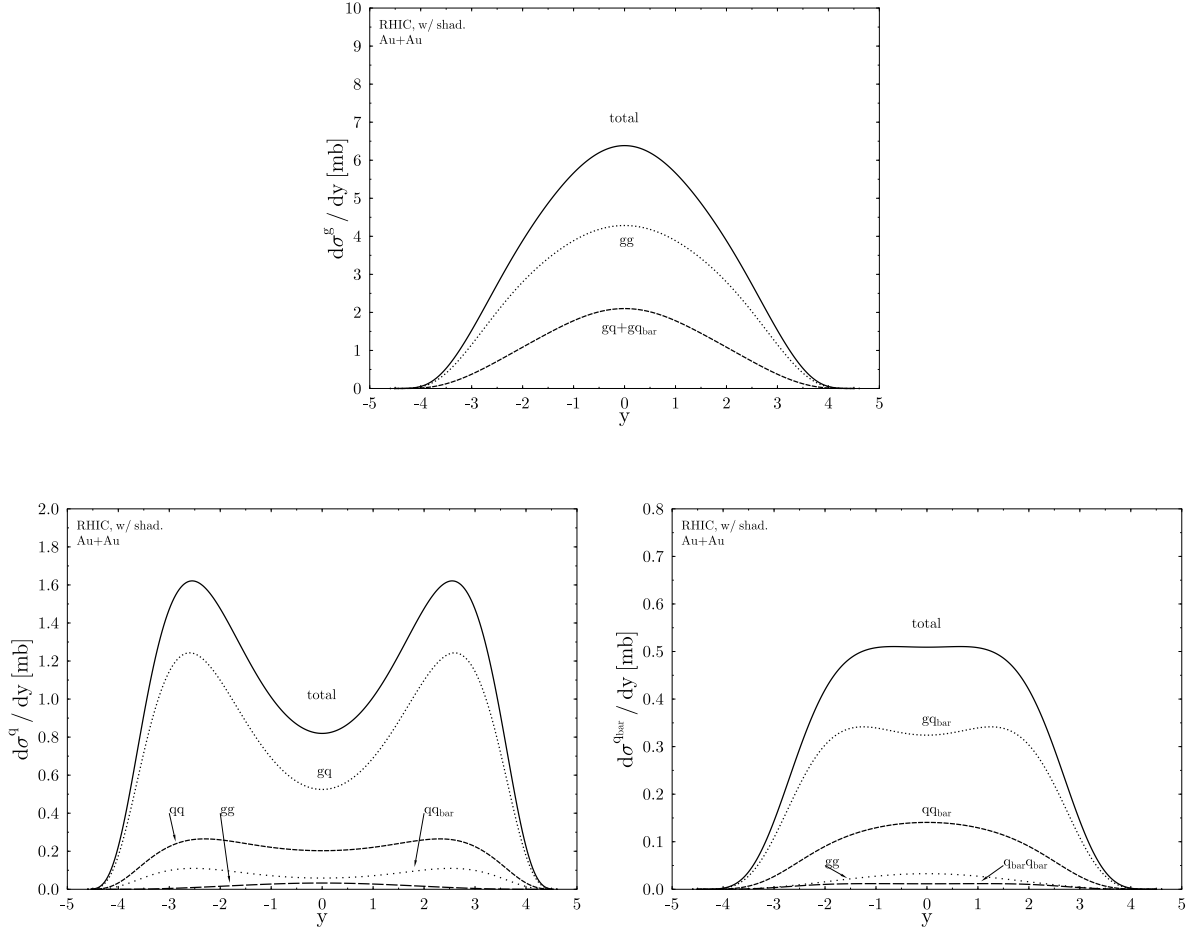 10
9
8
7
6
5
4
3
2
1
0
RHIC, w/ shad.
Au+Au
total
gg
gq+gq_bar
dσ^g / dy [mb]
-5 -4 -3 -2 -1 0 1 2 3 4 5
y
2.0
1.8
1.6
1.4
1.2
1.0
0.8
0.6
0.4
0.2
0.0
RHIC, w/ shad.
Au+Au
total
gq
qq gg qq_bar
dσ^q / dy [mb]
-5 -4 -3 -2 -1 0 1 2 3 4 5
y
0.8
0.7
0.6
0.5
0.4
0.3
0.2
0.1
0.0
RHIC, w/ shad.
Au+Au
total
gq_bar
qq_bar
gg q_barq_bar
dσ^q_bar / dy [mb]
-5 -4 -3 -2 -1 0 1 2 3 4 5
y